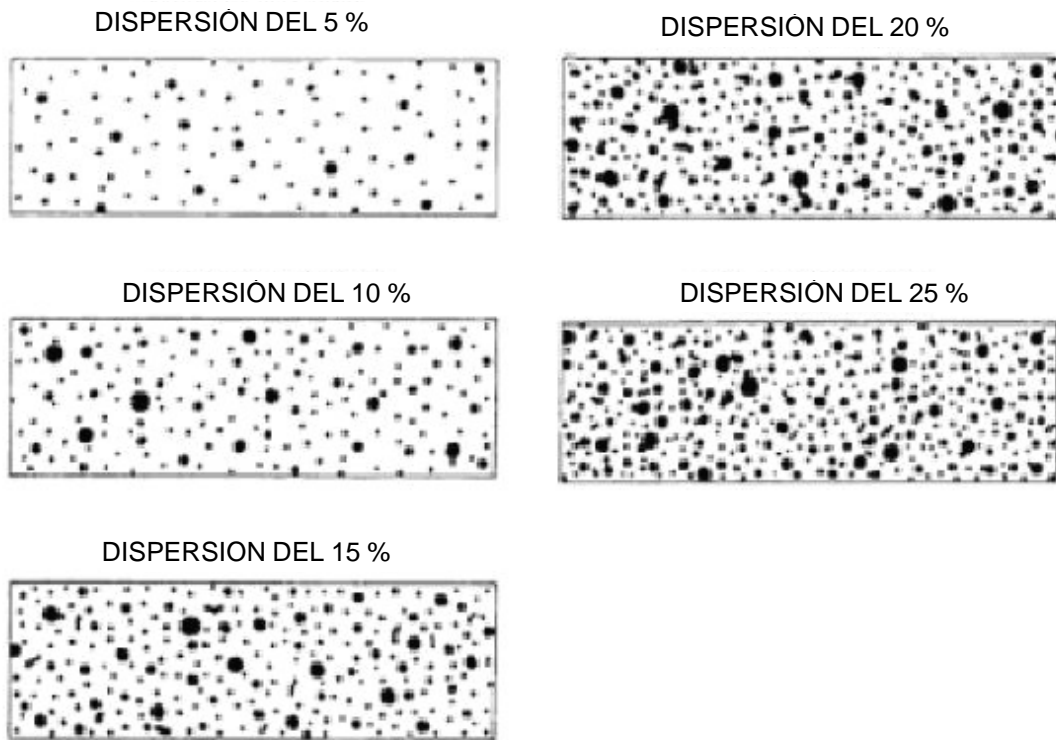 DISPERSIÓN DEL 5 %
DISPERSIÓN DEL 20 %
DISPERSIÓN DEL 10 %
DISPERSIÓN DEL 25 %
DISPERSION DEL 15 %